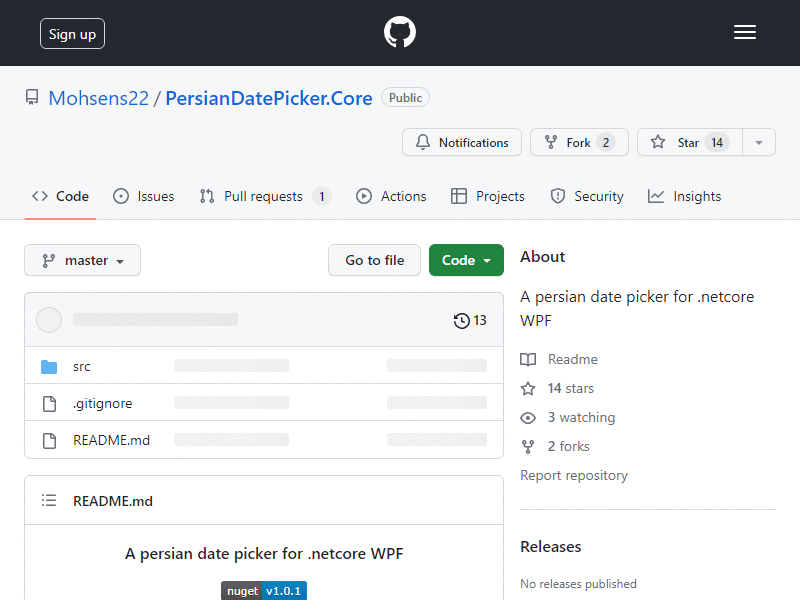 Sign up
Mohsens22 / PersianDatePicker.Core Public
Notifications Fork 2 Star 14
Code Issues Pull requests 1 Actions Projects Security Insights
master Go to file Code
13
src
.gitignore
README.md
README.md
A persian date picker for .netcore WPF
nuget v1.0.1
About
A persian date picker for .netcore
WPF
Readme
14 stars
3 watching
2 forks
Report repository
Releases
No releases published